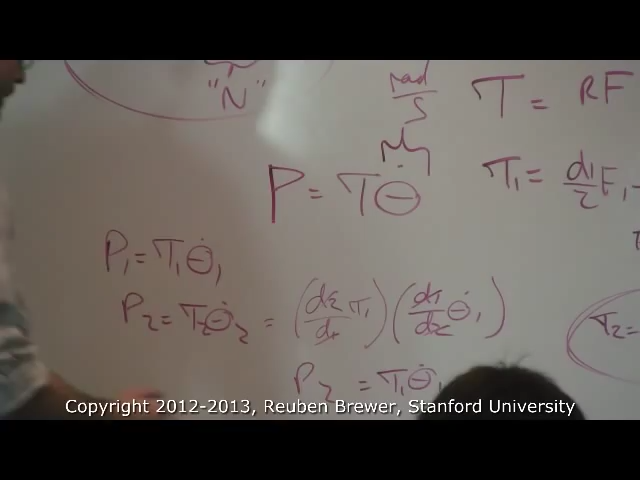 "N"
rad/s
τ = RF
P = τθ̇
τ₁ = d₁/2 F₁
P₁ = τ₁θ̇₁
P₂ = τ₂θ̇₂ = (d₂/d₁ τ₁)(d₁/d₂ θ̇₁)
τ₂ =
P₂ = τ₁θ̇₁
Copyright 2012-2013, Reuben Brewer, Stanford University